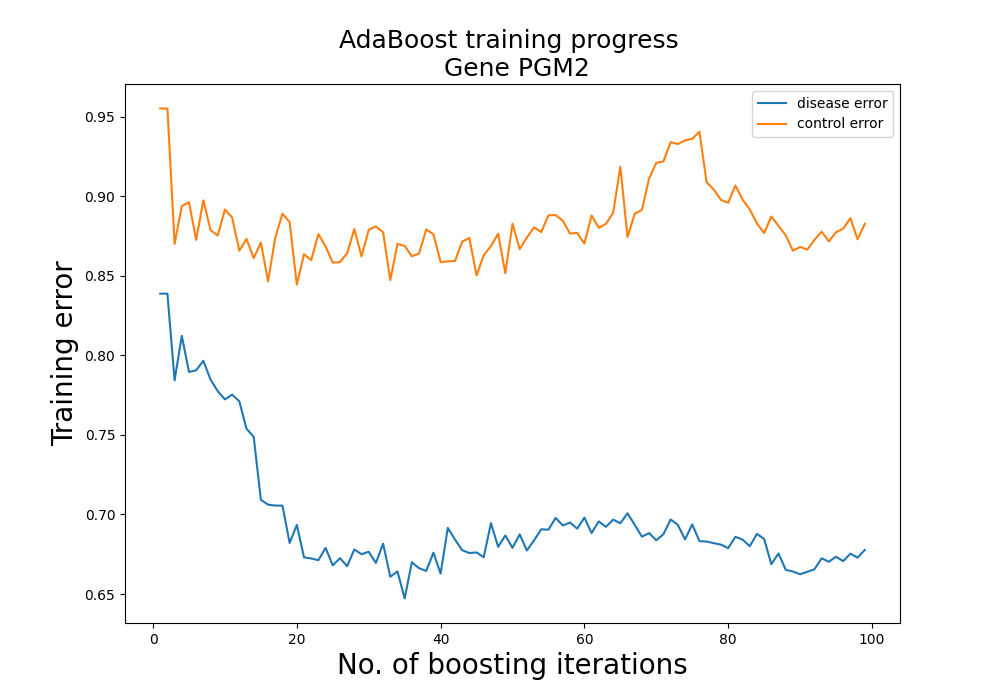 AdaBoost training progress
Gene PGM2
disease error
control error
Training error
0.95
0.90
0.85
0.80
0.75
0.70
0.65
0 20 40 60 80 100
No. of boosting iterations